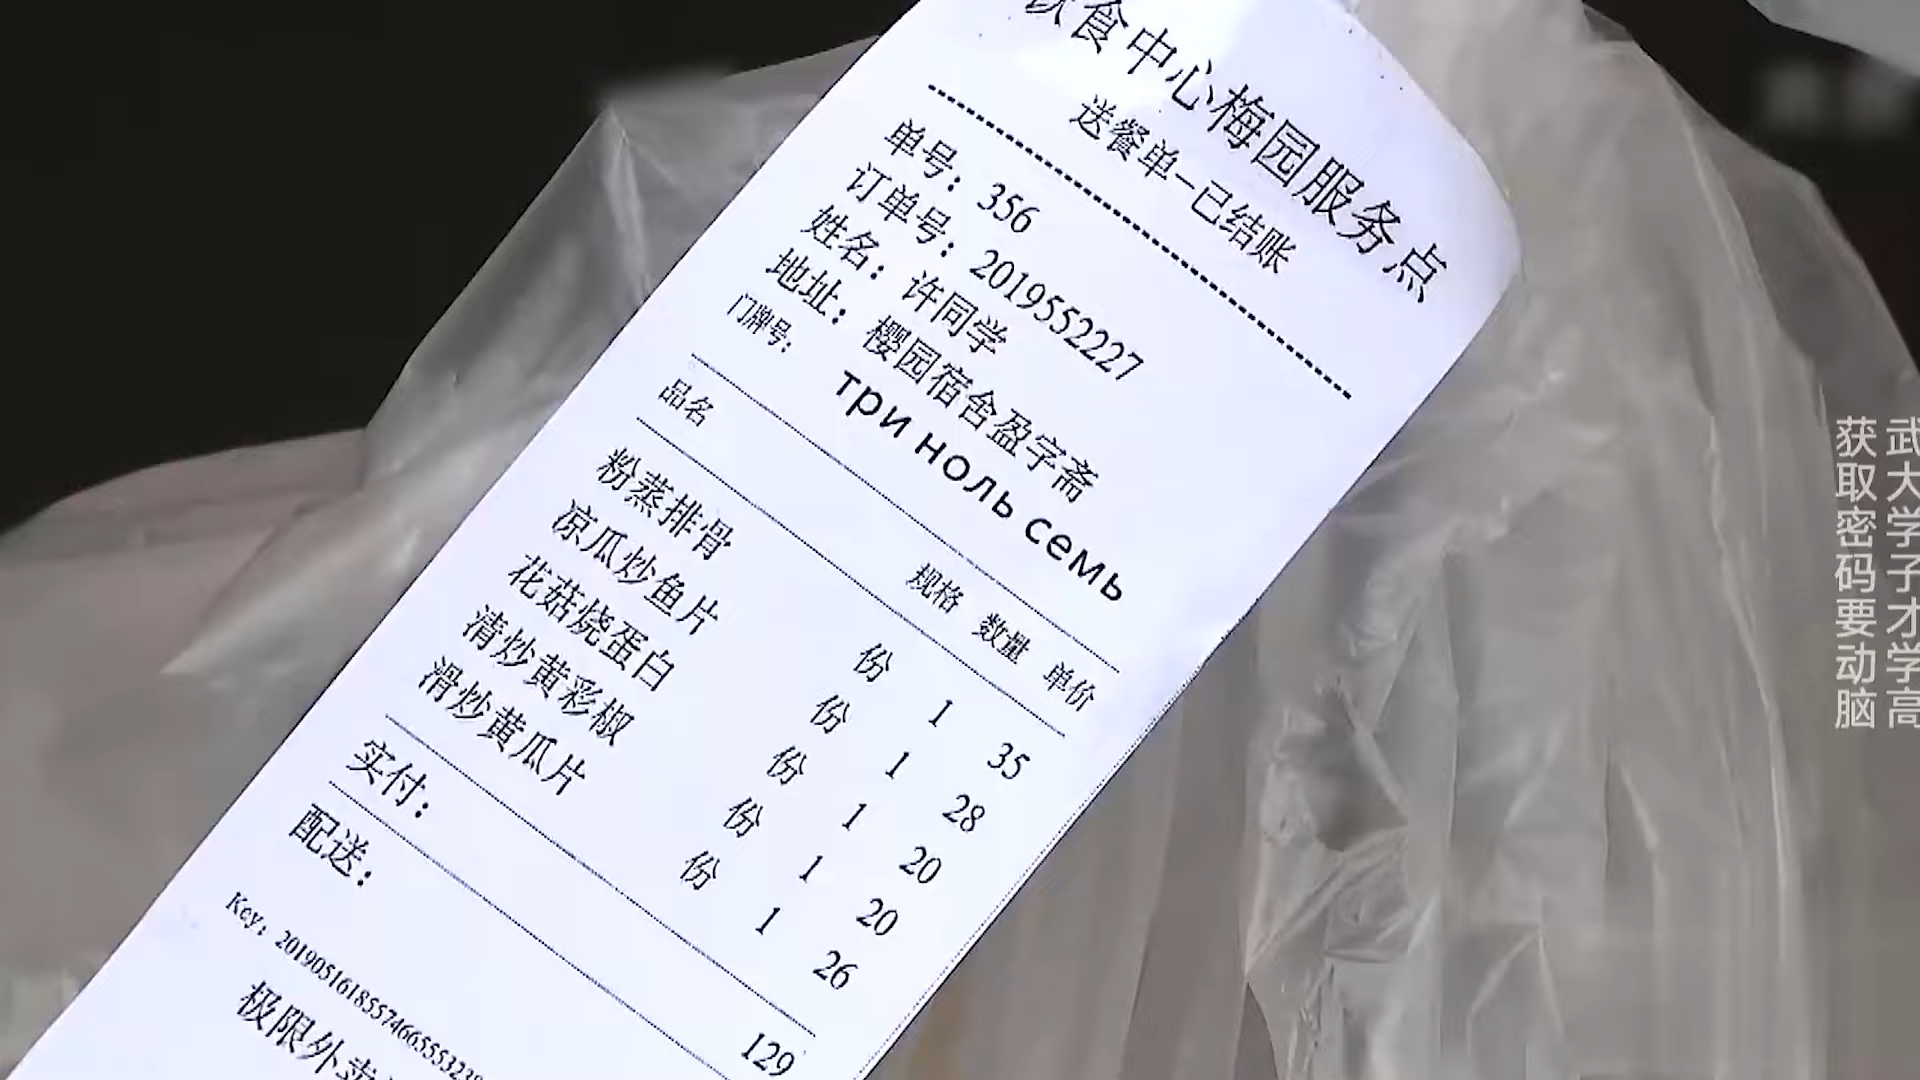 饮食中心梅园服务点
送餐单-已结账
单号：356
订单号：2019552227
姓名：许同学
地址：樱园宿舍盈字斋
门牌号：три ноль семь
品名 规格 数量 单价
粉蒸排骨 份 1 35
凉瓜炒鱼片 份 1 28
花菇烧蛋白 份 1 20
清炒黄彩椒 份 1 20
滑炒黄瓜片 份 1 26
实付： 129
配送：
Key：201905161855746655532
极限外卖
武大学子才学高
获取密码要动脑